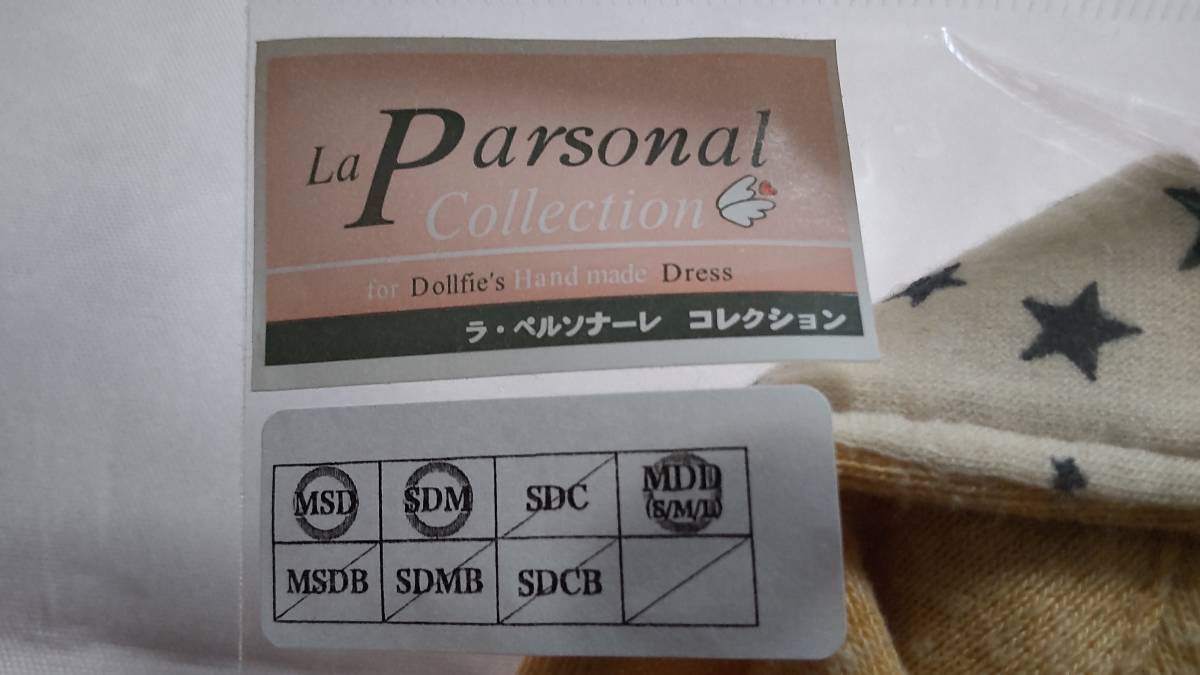 La Parsonal
Collection
for Dollfie's Hand made Dress
ラ・ペルソナーレ コレクション
MSD SDM SDC MDD
(S/M/L)
MSDB SDMB SDCB